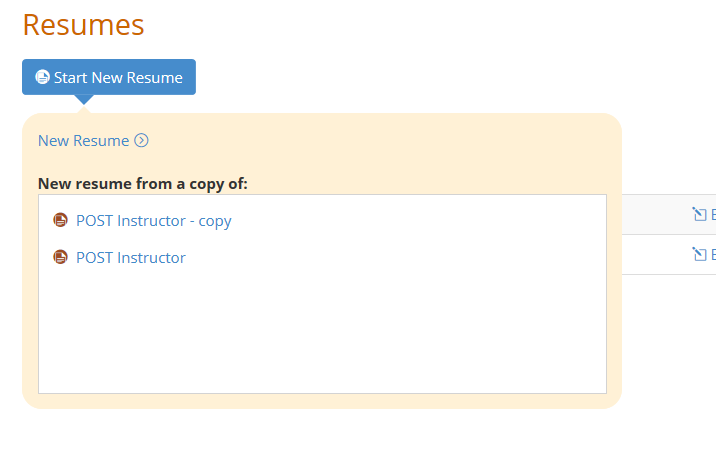 Resumes
Start New Resume
New Resume
New resume from a copy of:
POST Instructor - copy
POST Instructor